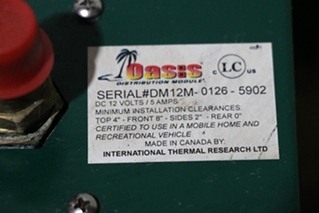 Oasis
DISTRIBUTION MODULE
LC
C US
SERIAL#DM12M- 0126 - 5902
DC 12 VOLTS / 5 AMPS
MINIMUM INSTALLATION CLEARANCES:
TOP 4" - FRONT 8" - SIDES 2" - REAR 0"
CERTIFIED TO USE IN A MOBILE HOME AND
RECREATIONAL VEHICLE
MADE IN CANADA BY:
INTERNATIONAL THERMAL RESEARCH LTD